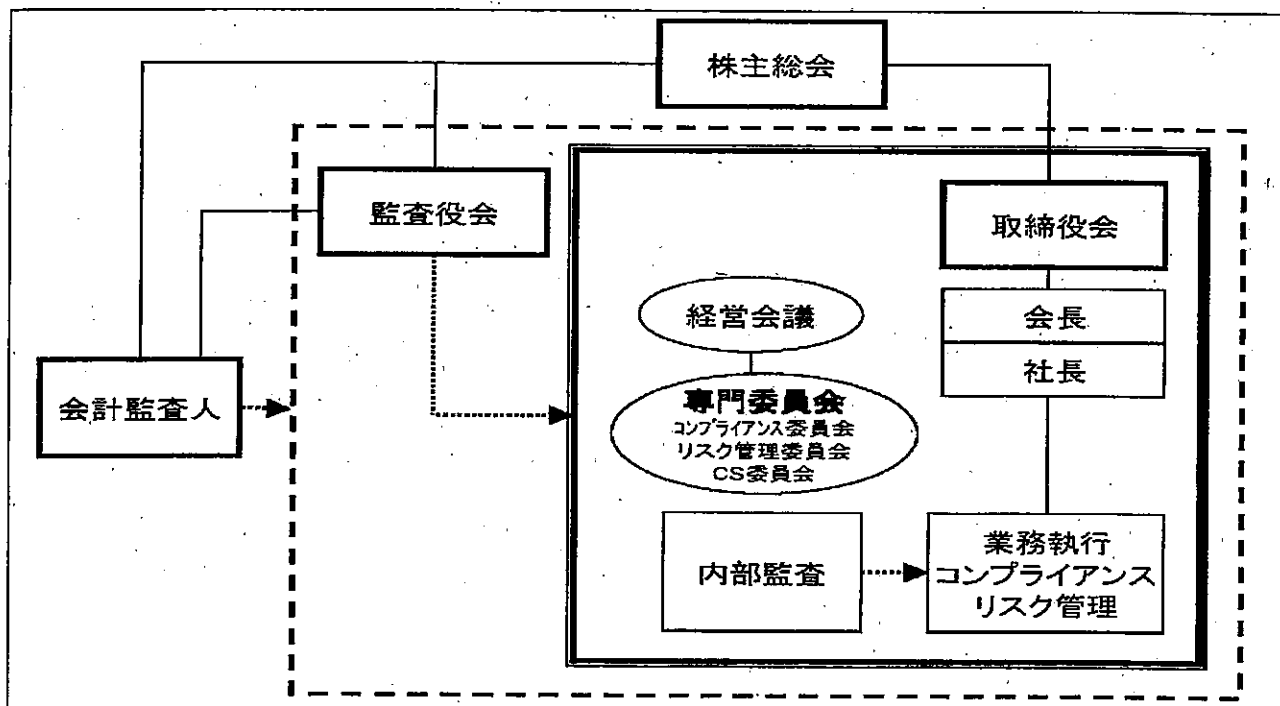 株主総会
監査役会
取締役会
経営会議
会長
社長
会計監査人
専門委員会
コンプライアンス委員会
リスク管理委員会
CS委員会
内部監査
業務執行
コンプライアンス
リスク管理